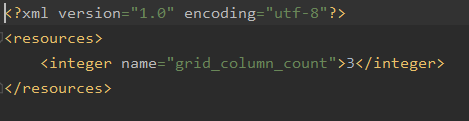 <?xml version="1.0" encoding="utf-8"?>
<resources>
    <integer name="grid_column_count">3</integer>
</resources>